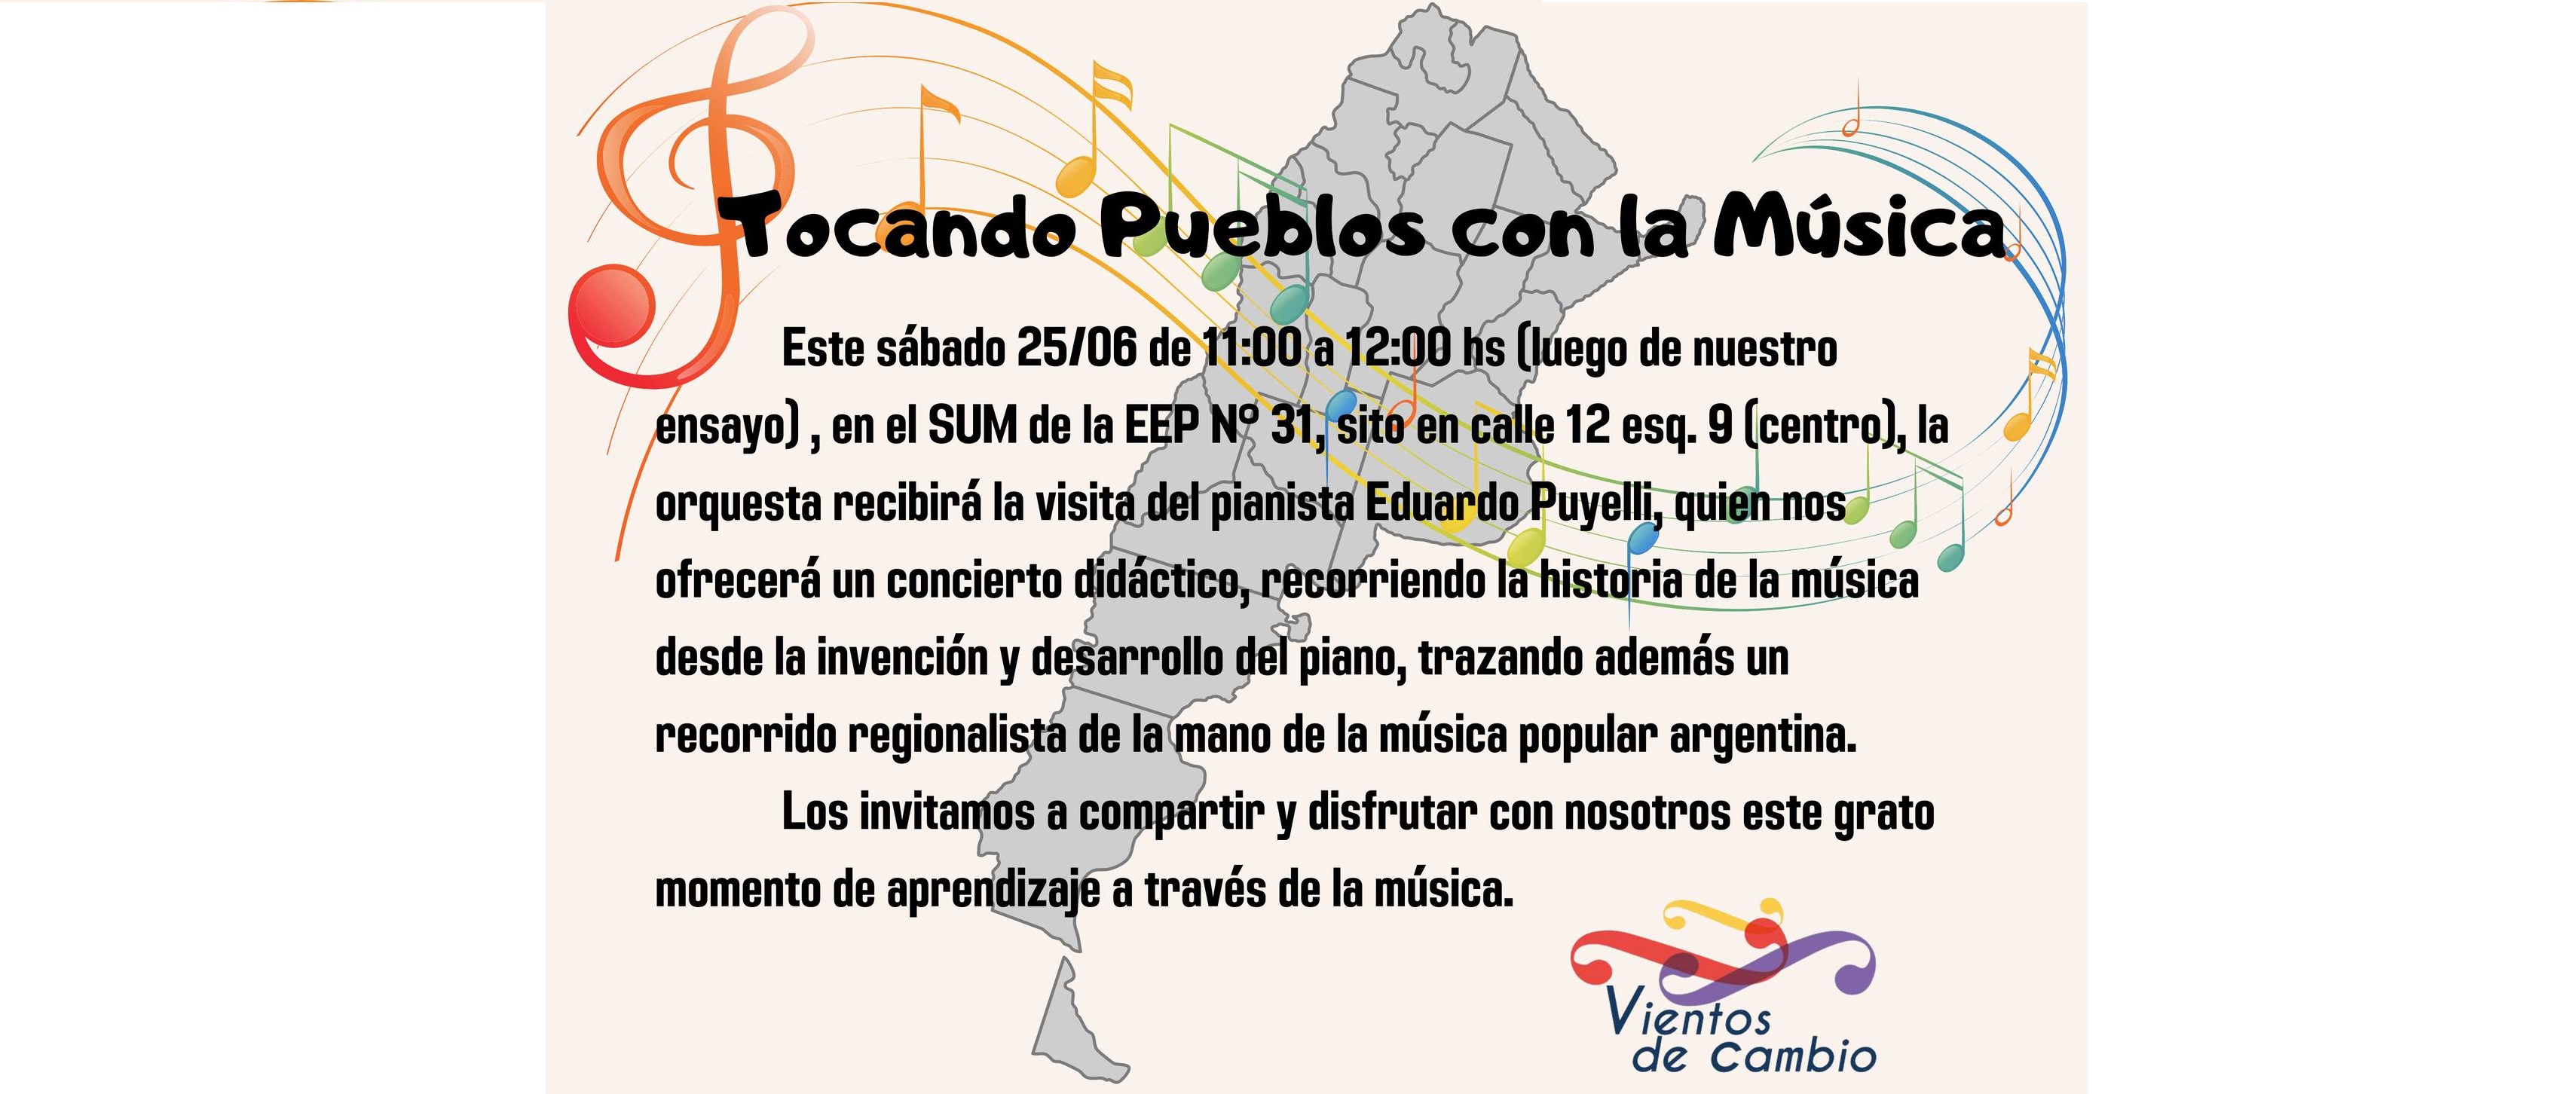 Tocando Pueblos con la Música
Este sábado 25/06 de 11:00 a 12:00 hs (luego de nuestro
ensayo) , en el SUM de la EEP Nº 31, sito en calle 12 esq. 9 (centro), la
orquesta recibirá la visita del pianista Eduardo Puyelli, quien nos
ofrecerá un concierto didáctico, recorriendo la historia de la música
desde la invención y desarrollo del piano, trazando además un
recorrido regionalista de la mano de la música popular argentina.
Los invitamos a compartir y disfrutar con nosotros este grato
momento de aprendizaje a través de la música.
Vientos
de cambio